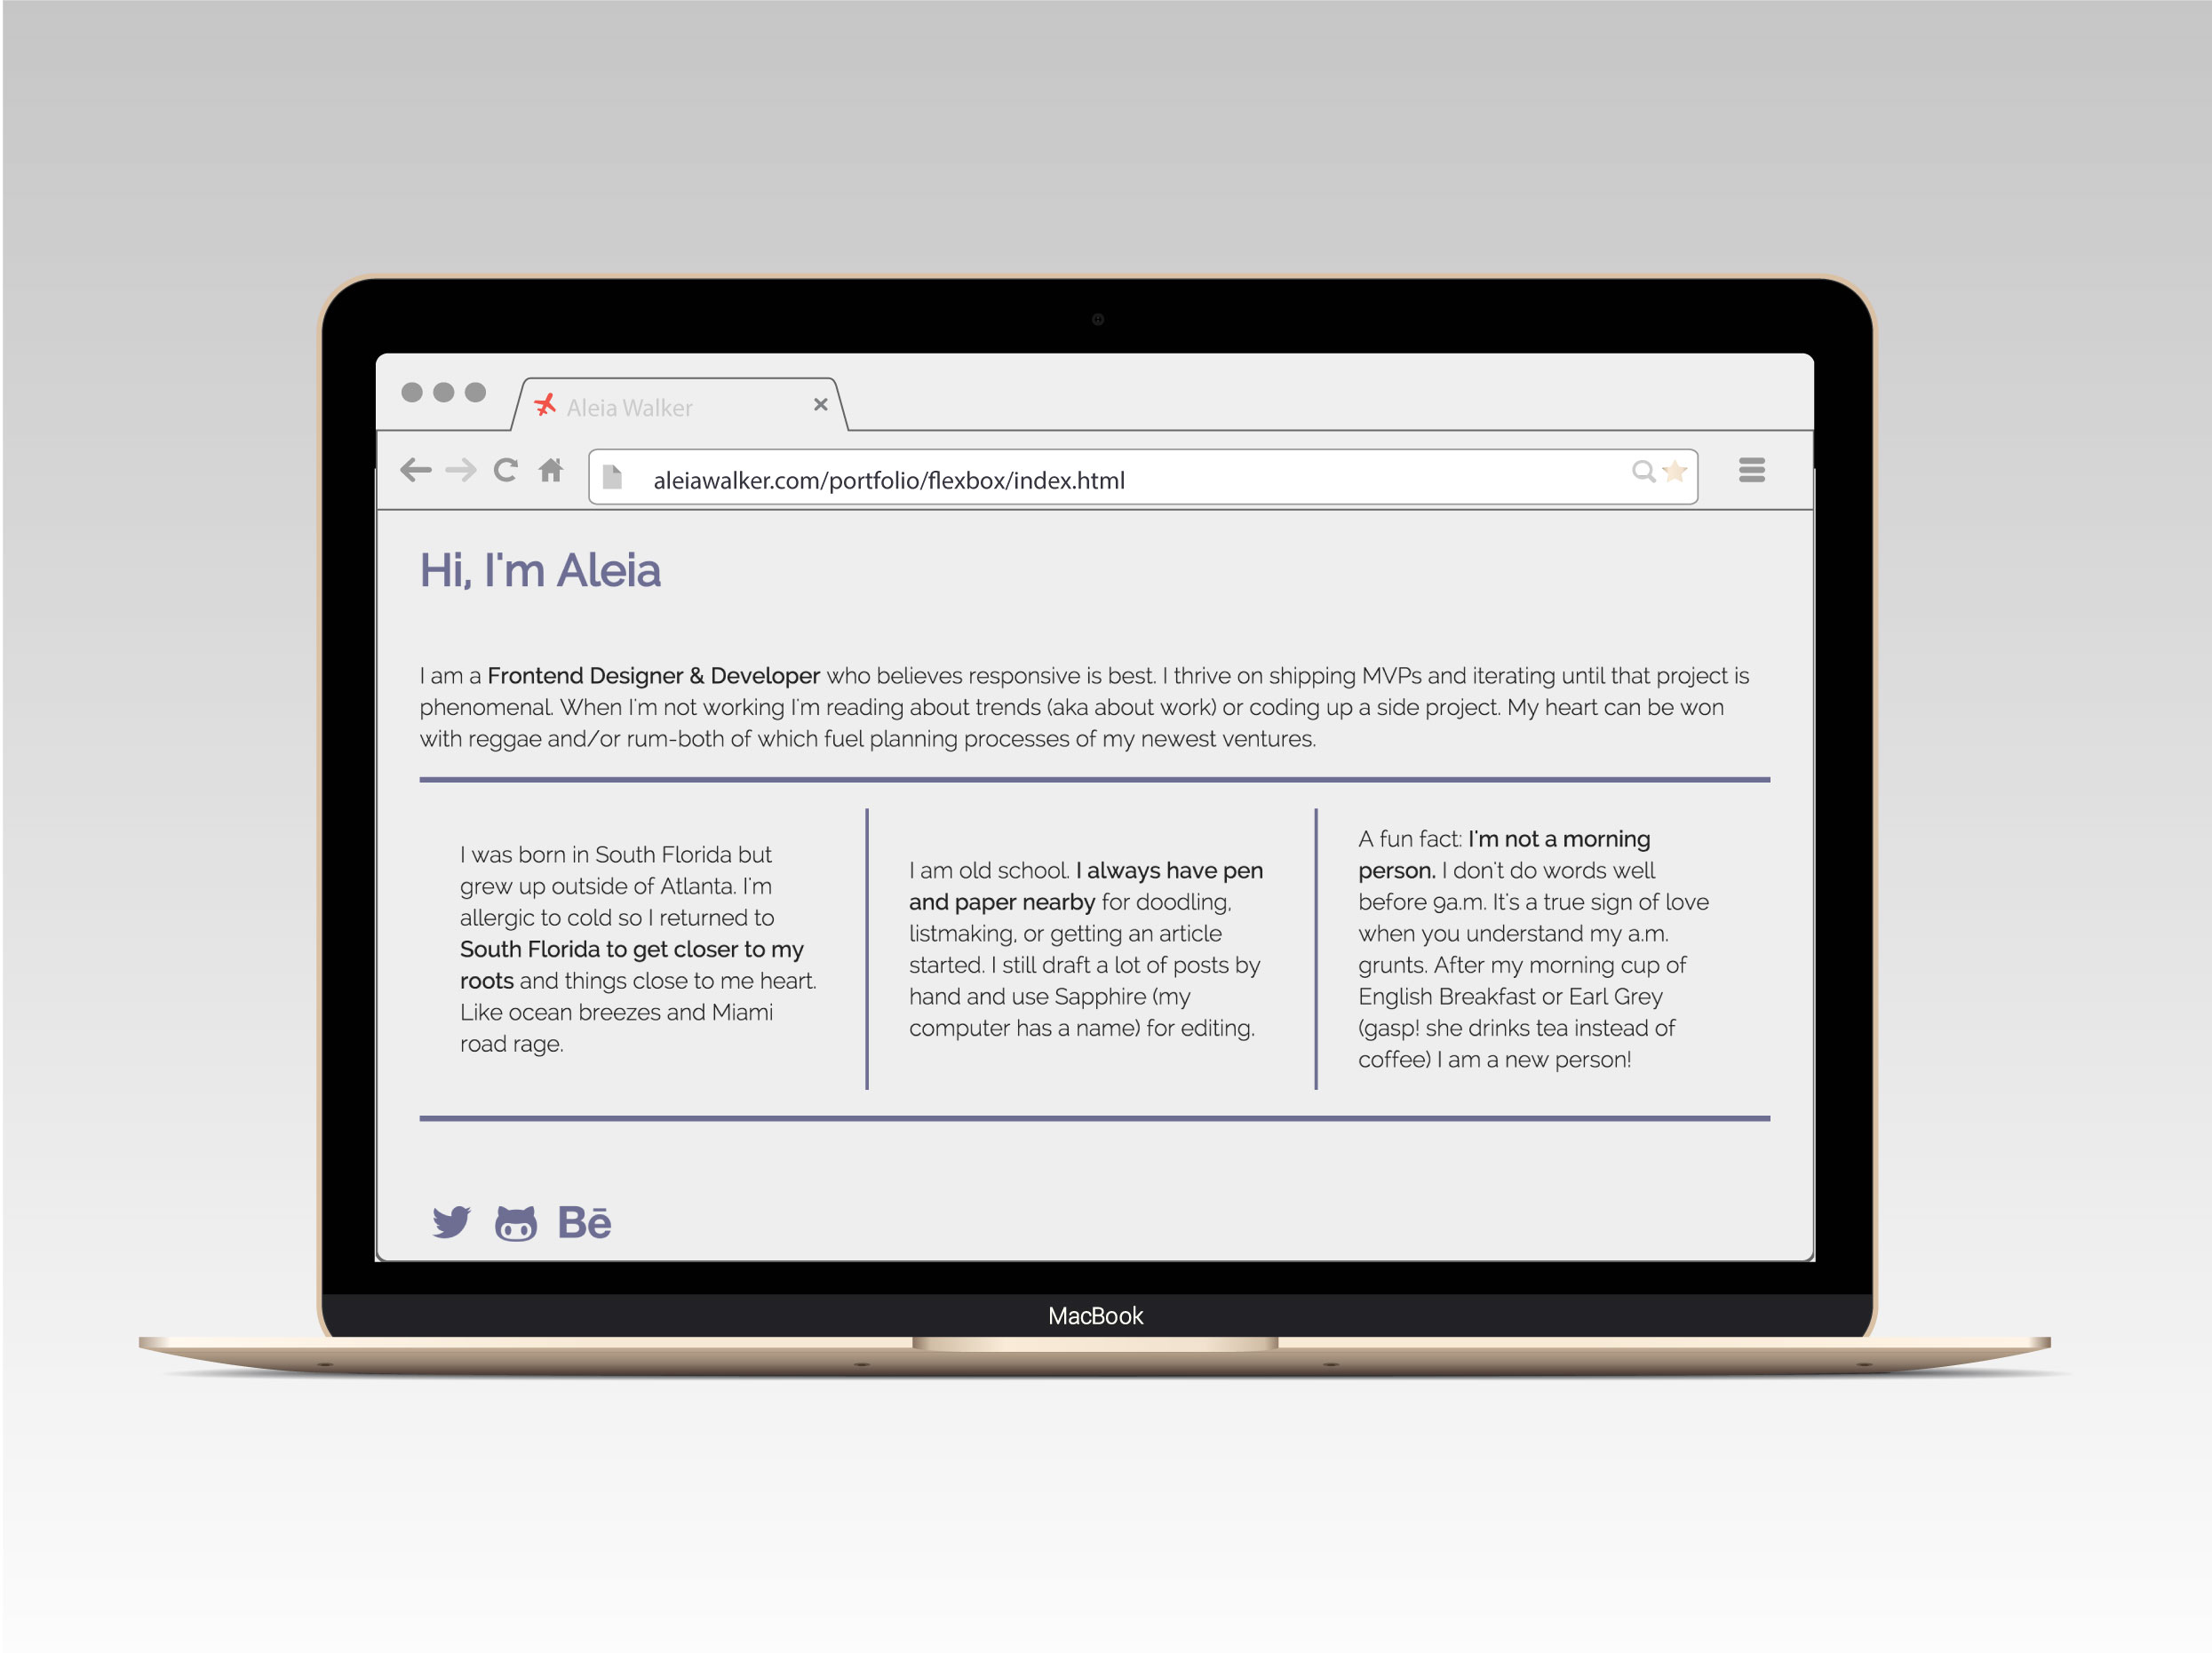 Aleia Walker
aleiawalker.com/portfolio/flexbox/index.html
Hi, I'm Aleia
I am a Frontend Designer & Developer who believes responsive is best. I thrive on shipping MVPs and iterating until that project is
phenomenal. When I'm not working I'm reading about trends (aka about work) or coding up a side project. My heart can be won
with reggae and/or rum-both of which fuel planning processes of my newest ventures.
I was born in South Florida but
grew up outside of Atlanta. I'm
allergic to cold so I returned to
South Florida to get closer to my
roots and things close to me heart.
Like ocean breezes and Miami
road rage.
I am old school. I always have pen
and paper nearby for doodling,
listmaking, or getting an article
started. I still draft a lot of posts by
hand and use Sapphire (my
computer has a name) for editing.
A fun fact: I'm not a morning
person. I don't do words well
before 9a.m. It's a true sign of love
when you understand my a.m.
grunts. After my morning cup of
English Breakfast or Earl Grey
(gasp! she drinks tea instead of
coffee) I am a new person!
Bē
MacBook